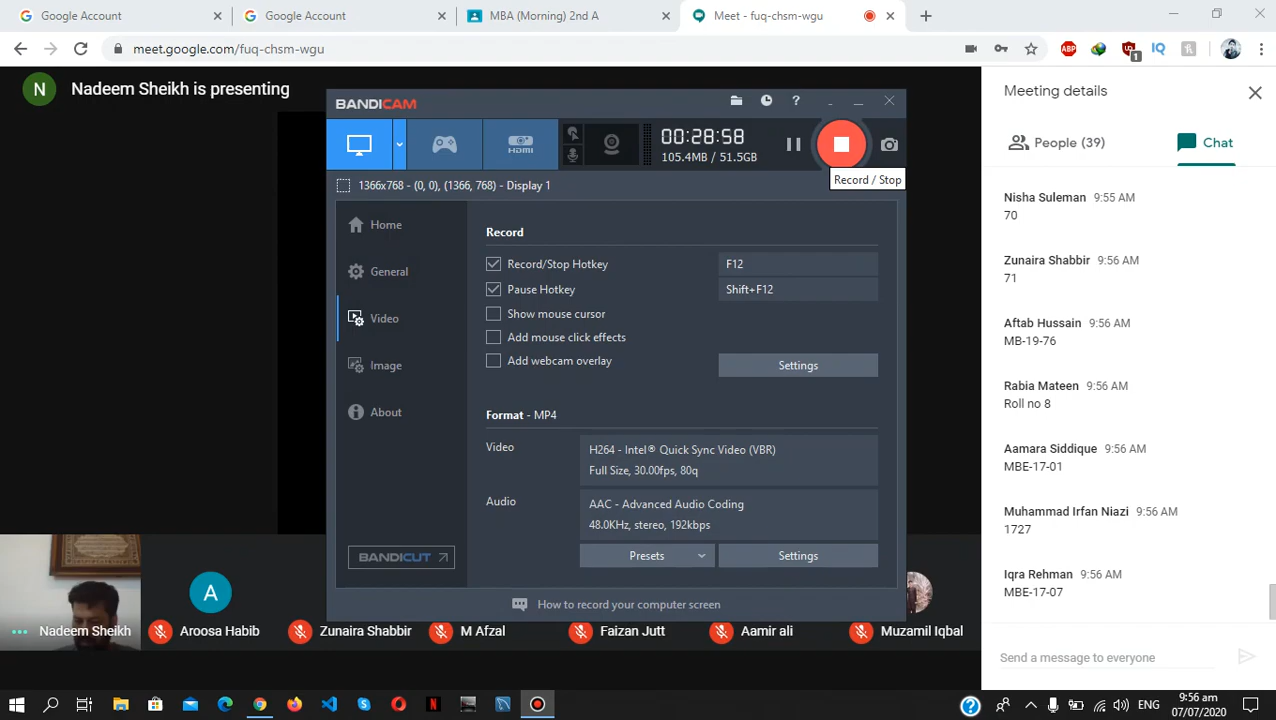 Google Account
Google Account
MBA (Morning) 2nd A
Meet - fuq-chsm-wgu
meet.google.com/fuq-chsm-wgu
ABP
1
IQ
N
Nadeem Sheikh is presenting
BANDICAM
?
HDMI
00:28:58
105.4MB / 51.5GB
Record / Stop
1366x768 - (0, 0), (1366, 768) - Display 1
Home
General
Video
Image
About
BANDICUT
Record
Record/Stop Hotkey
F12
Pause Hotkey
Shift+F12
Show mouse cursor
Add mouse click effects
Add webcam overlay
Settings
Format - MP4
Video
H264 - Intel® Quick Sync Video (VBR)
Full Size, 30.00fps, 80q
Audio
AAC - Advanced Audio Coding
48.0KHz, stereo, 192kbps
Presets
Settings
How to record your computer screen
A
Nadeem Sheikh
Aroosa Habib
Zunaira Shabbir
M Afzal
Faizan Jutt
Aamir ali
Muzamil Iqbal
Meeting details
People (39)
Chat
Nisha Suleman 9:55 AM
70
Zunaira Shabbir 9:56 AM
71
Aftab Hussain 9:56 AM
MB-19-76
Rabia Mateen 9:56 AM
Roll no 8
Aamara Siddique 9:56 AM
MBE-17-01
Muhammad Irfan Niazi 9:56 AM
1727
Iqra Rehman 9:56 AM
MBE-17-07
Send a message to everyone
N
?
ENG
9:56 am
07/07/2020